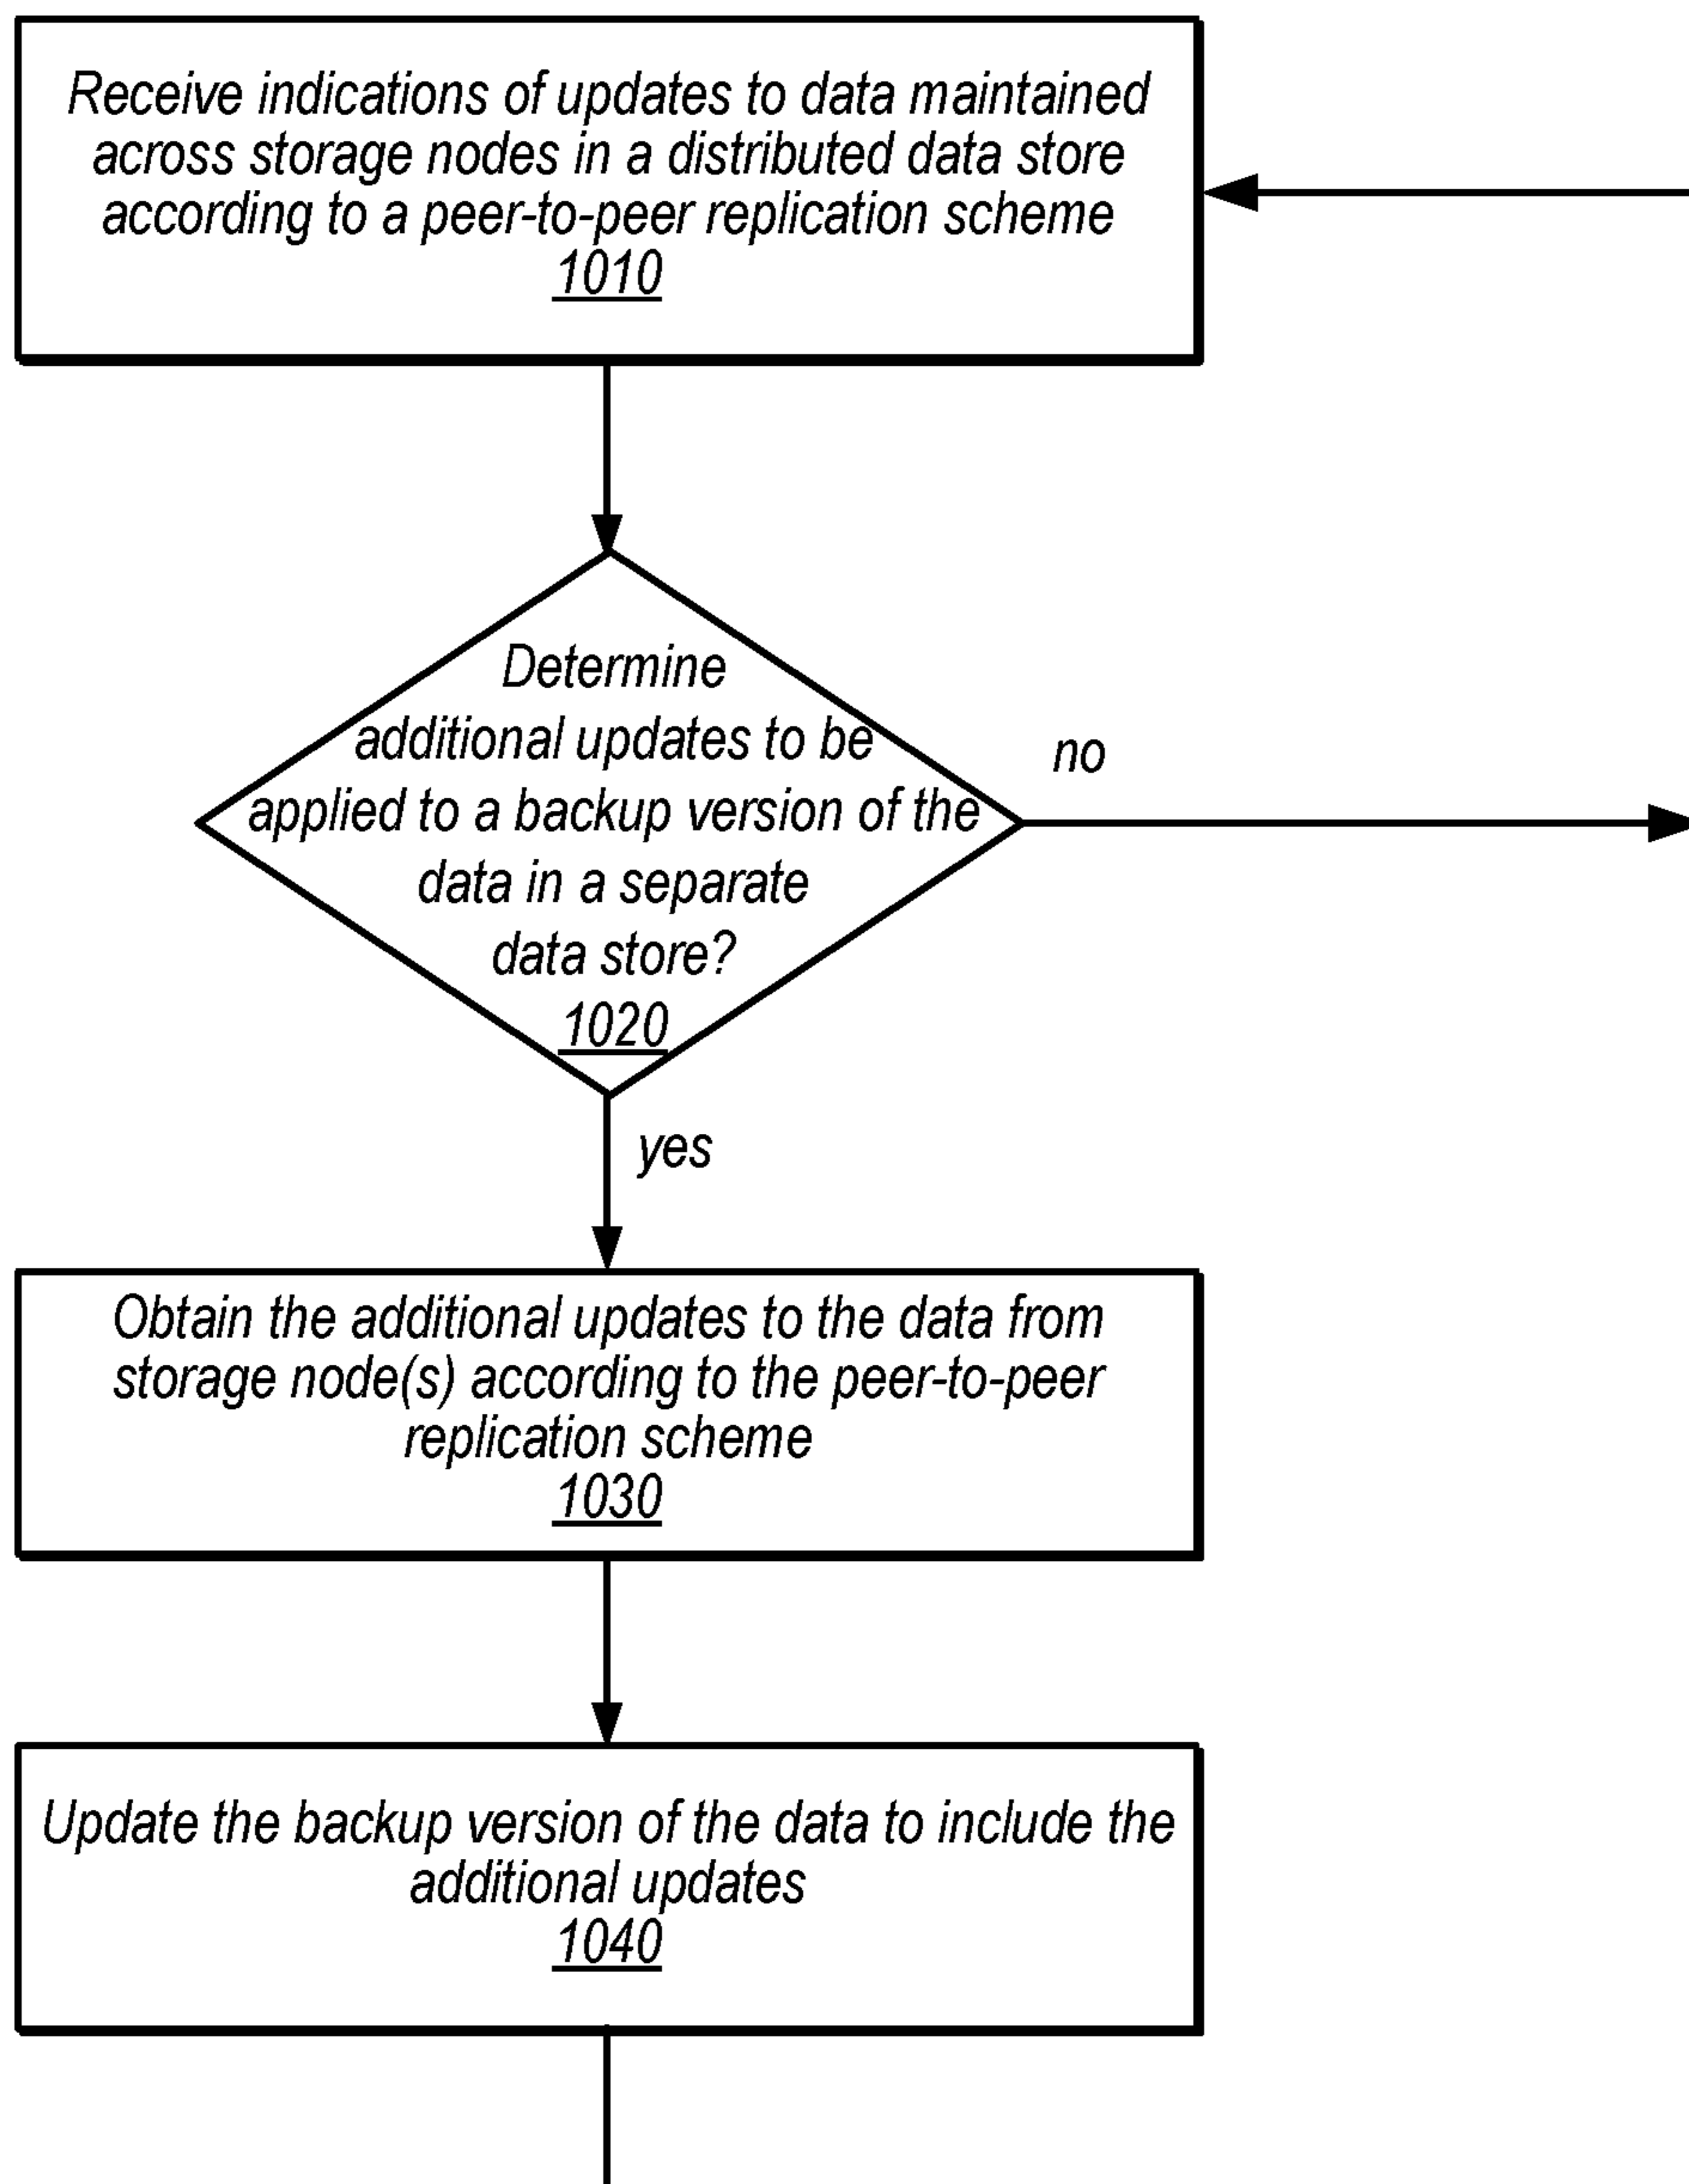 Receive indications of updates to data maintained
across storage nodes in a distributed data store
according to a peer-to-peer replication scheme
1010
Determine
additional updates to be
applied to a backup version of the
data in a separate
data store?
1020
no
yes
Obtain the additional updates to the data from
storage node(s) according to the peer-to-peer
replication scheme
1030
Update the backup version of the data to include the
additional updates
1040